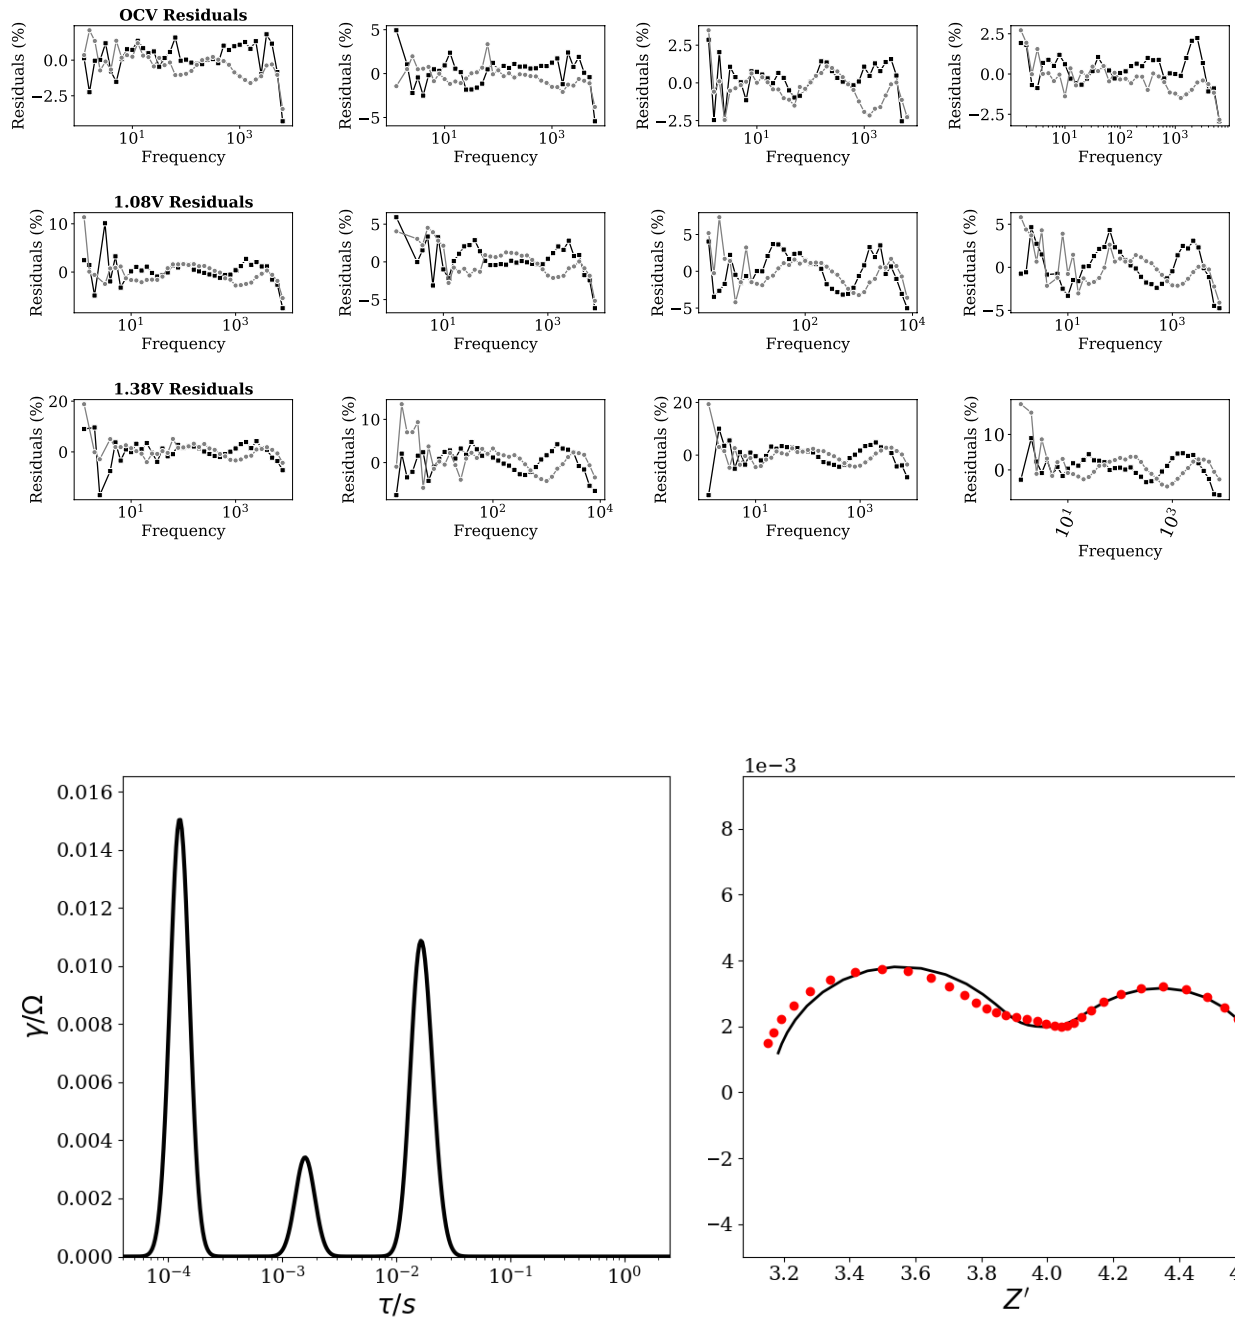 OCV Residuals
Residuals (%)
0.0
−2.5
10¹
10³
Frequency
Residuals (%)
5
0
−5
10¹
10³
Frequency
Residuals (%)
2.5
0.0
−2.5
10¹
10³
Frequency
Residuals (%)
2.5
0.0
−2.5
10¹
10²
10³
Frequency
1.08V Residuals
Residuals (%)
10
0
10¹
10³
Frequency
Residuals (%)
5
0
−5
10¹
10³
Frequency
Residuals (%)
5
0
−5
10²
10⁴
Frequency
Residuals (%)
5
0
−5
10¹
10³
Frequency
1.38V Residuals
Residuals (%)
20
0
10¹
10³
Frequency
Residuals (%)
10
0
10²
10⁴
Frequency
Residuals (%)
20
0
10¹
10³
Frequency
Residuals (%)
10
0
10¹
10³
Frequency
γ/Ω
0.016
0.014
0.012
0.010
0.008
0.006
0.004
0.002
0.000
10⁻⁴
10⁻³
10⁻²
10⁻¹
10⁰
τ/s
1e−3
8
6
4
2
0
−2
−4
3.2
3.4
3.6
3.8
4.0
4.2
4.4
Z′